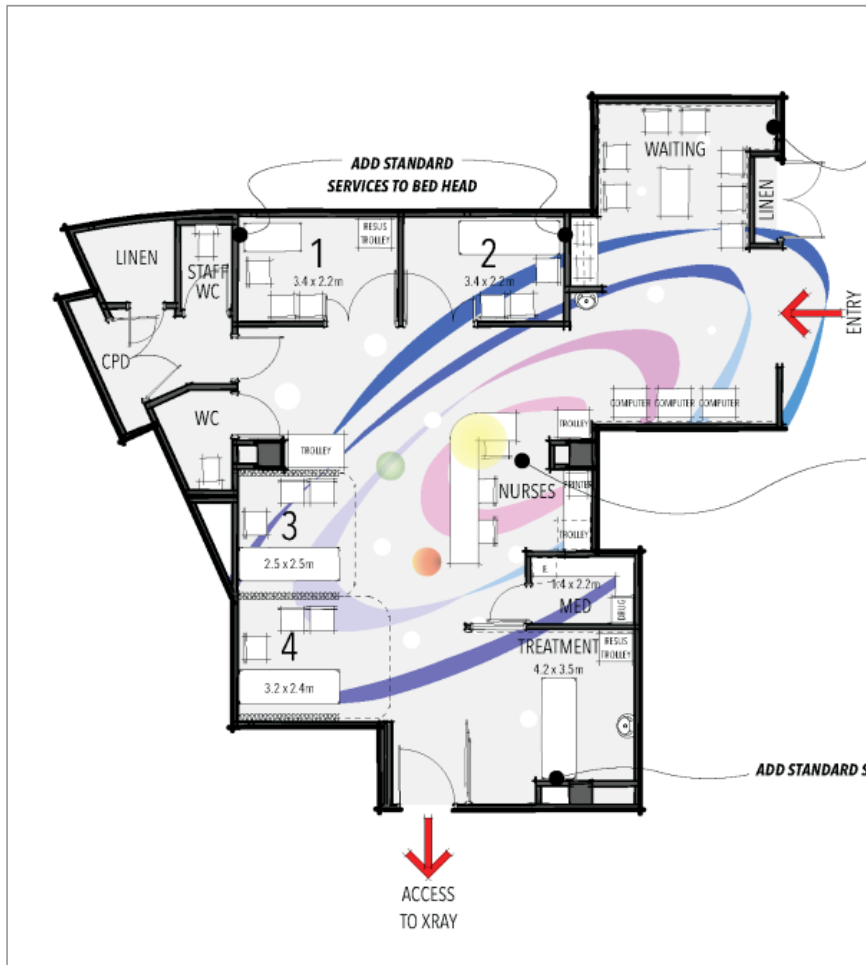 ADD STANDARD
SERVICES TO BED HEAD
WAITING
LINEN
LINEN
STAFF
WC
1
3.4 x 2.2m
RESUS
TROLLEY
2
3.4 x 2.2m
ENTRY
CPD
WC
COMPUTER
COMPUTER
COMPUTER
TROLLEY
TROLLEY
NURSES
PRINTER
TROLLEY
3
2.5 x 2.5m
1.4 x 2.2m
MED
DRUG
4
3.2 x 2.4m
TREATMENT
4.2 x 3.5m
RESUS
TROLLEY
ADD STANDARD S
ACCESS
TO XRAY